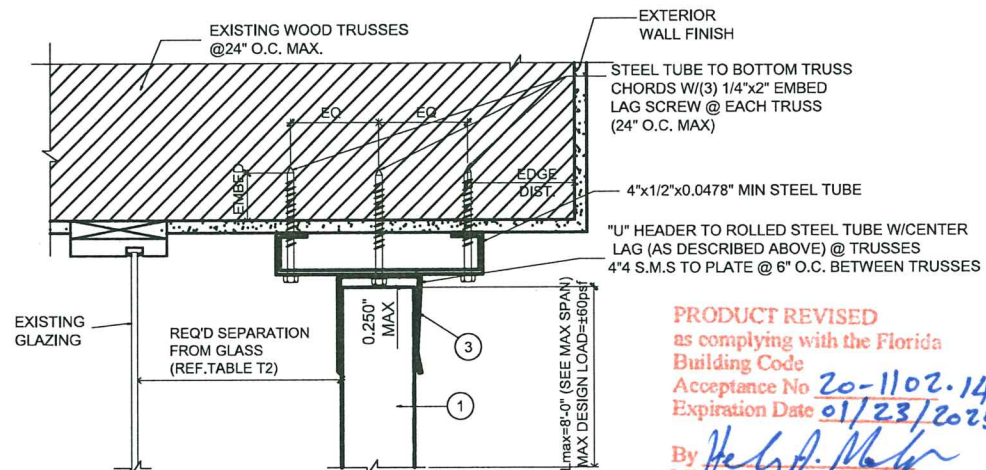 EXISTING WOOD TRUSSES
@24" O.C. MAX.
EXTERIOR
WALL FINISH
STEEL TUBE TO BOTTOM TRUSS
CHORDS W/(3) 1/4"x2" EMBED
LAG SCREW @ EACH TRUSS
(24" O.C. MAX)
EQ
EQ
EMBED
EDGE
DIST.
4"x1/2"x0.0478" MIN STEEL TUBE
"U" HEADER TO ROLLED STEEL TUBE W/CENTER
LAG (AS DESCRIBED ABOVE) @ TRUSSES
4"4 S.M.S TO PLATE @ 6" O.C. BETWEEN TRUSSES
EXISTING
GLAZING
REQ'D SEPARATION
FROM GLASS
(REF.TABLE T2)
0.250"
MAX
3
1
Lmax=8'-0" (SEE MAX SPAN)
MAX DESIGN LOAD=±60psf
PRODUCT REVISED
as complying with the Florida
Building Code
Acceptance No 20-1102.14
Expiration Date 01/23/2025
By